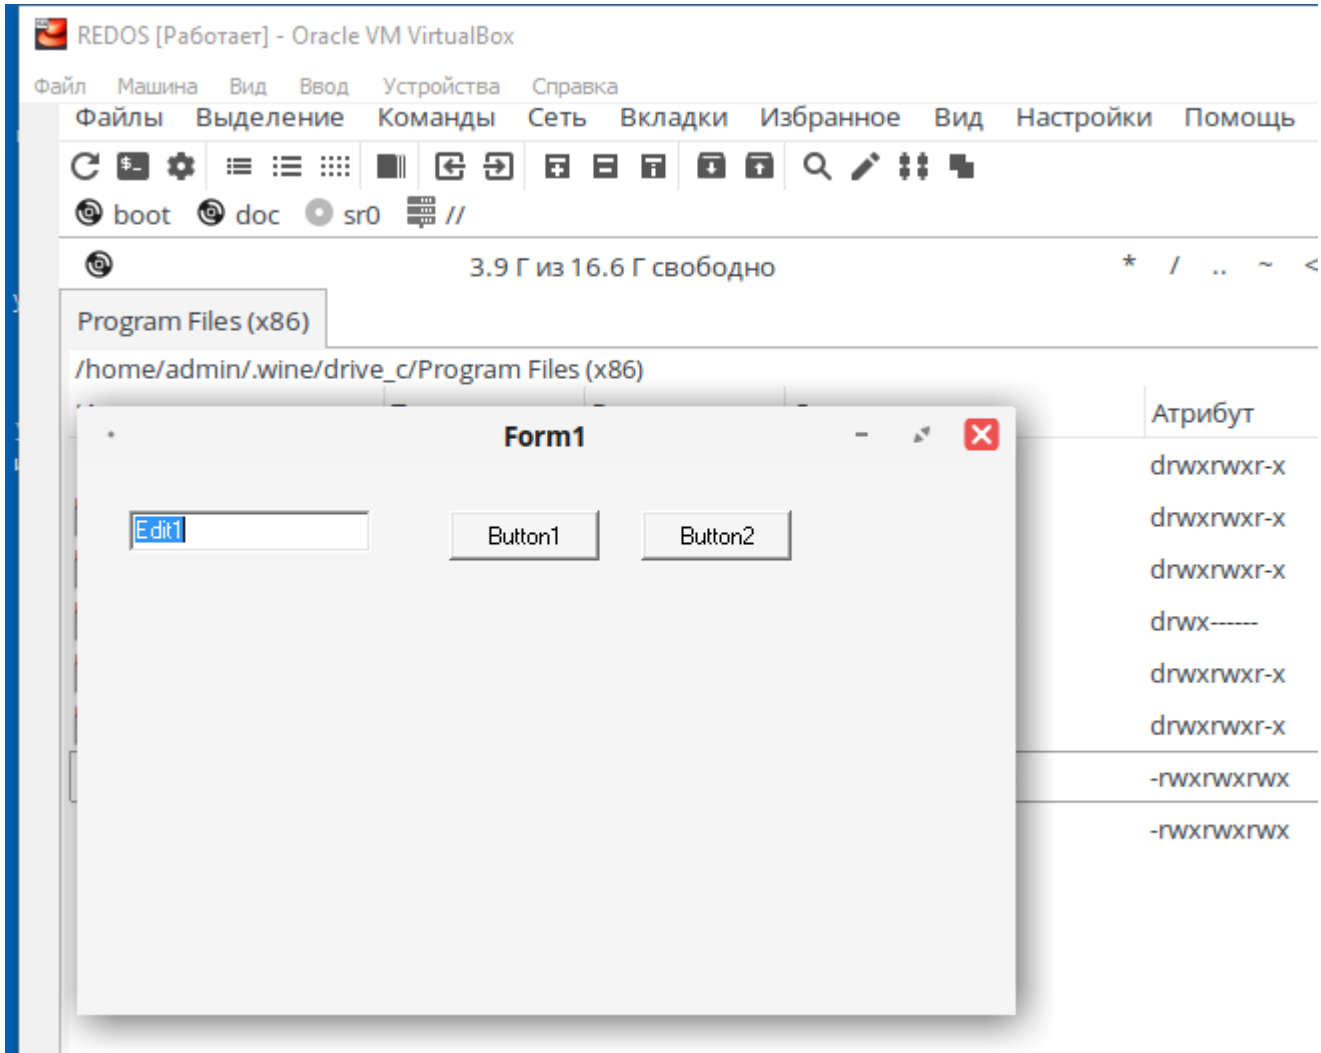 REDOS [Работает] - Oracle VM VirtualBox
Файл Машина Вид Ввод Устройства Справка
Файлы Выделение Команды Сеть Вкладки Избранное Вид Настройки Помощь
boot doc sr0 //
3.9 Г из 16.6 Г свободно * / .. ~ <
Program Files (x86)
/home/admin/.wine/drive_c/Program Files (x86)
Атрибут
Form1
drwxrwxr-x
drwxrwxr-x
Edit1 Button1 Button2
drwxrwxr-x
drwx------
drwxrwxr-x
drwxrwxr-x
-rwxrwxrwx
-rwxrwxrwx